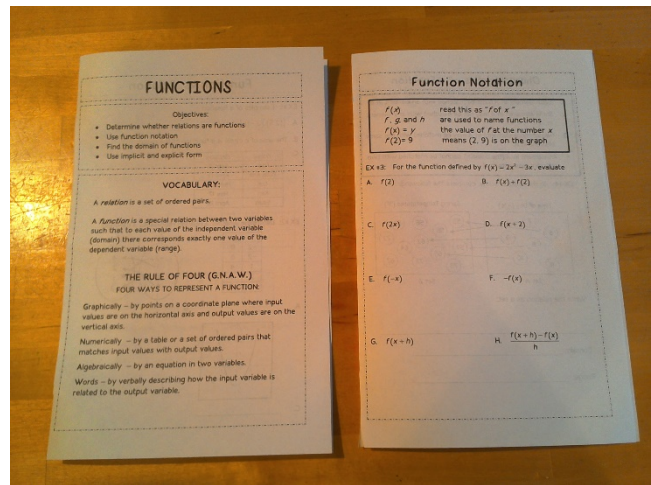 FUNCTIONS
Objectives:
• Determine whether relations are functions
• Use function notation
• Find the domain of functions
• Use implicit and explicit form
VOCABULARY:
A relation is a set of ordered pairs.
A function is a special relation between two variables
such that to each value of the independent variable
(domain) there corresponds exactly one value of the
dependent variable (range).
THE RULE OF FOUR (G.N.A.W.)
FOUR WAYS TO REPRESENT A FUNCTION:
Graphically – by points on a coordinate plane where input
values are on the horizontal axis and output values are on the
vertical axis.
Numerically – by a table or a set of ordered pairs that
matches input values with output values.
Algebraically – by an equation in two variables.
Words – by verbally describing how the input variable is
related to the output variable.
Function Notation
f(x) read this as "f of x"
f, g, and h are used to name functions
f(x) = y the value of f at the number x
f(2) = 9 means (2, 9) is on the graph
EX #3: For the function defined by f(x) = 2x² – 3x, evaluate
A. f(2) B. f(x) + f(2)
C. f(2x) D. f(x + 2)
E. f(-x) F. -f(x)
G. f(x + h) H. f(x + h) – f(x)
h